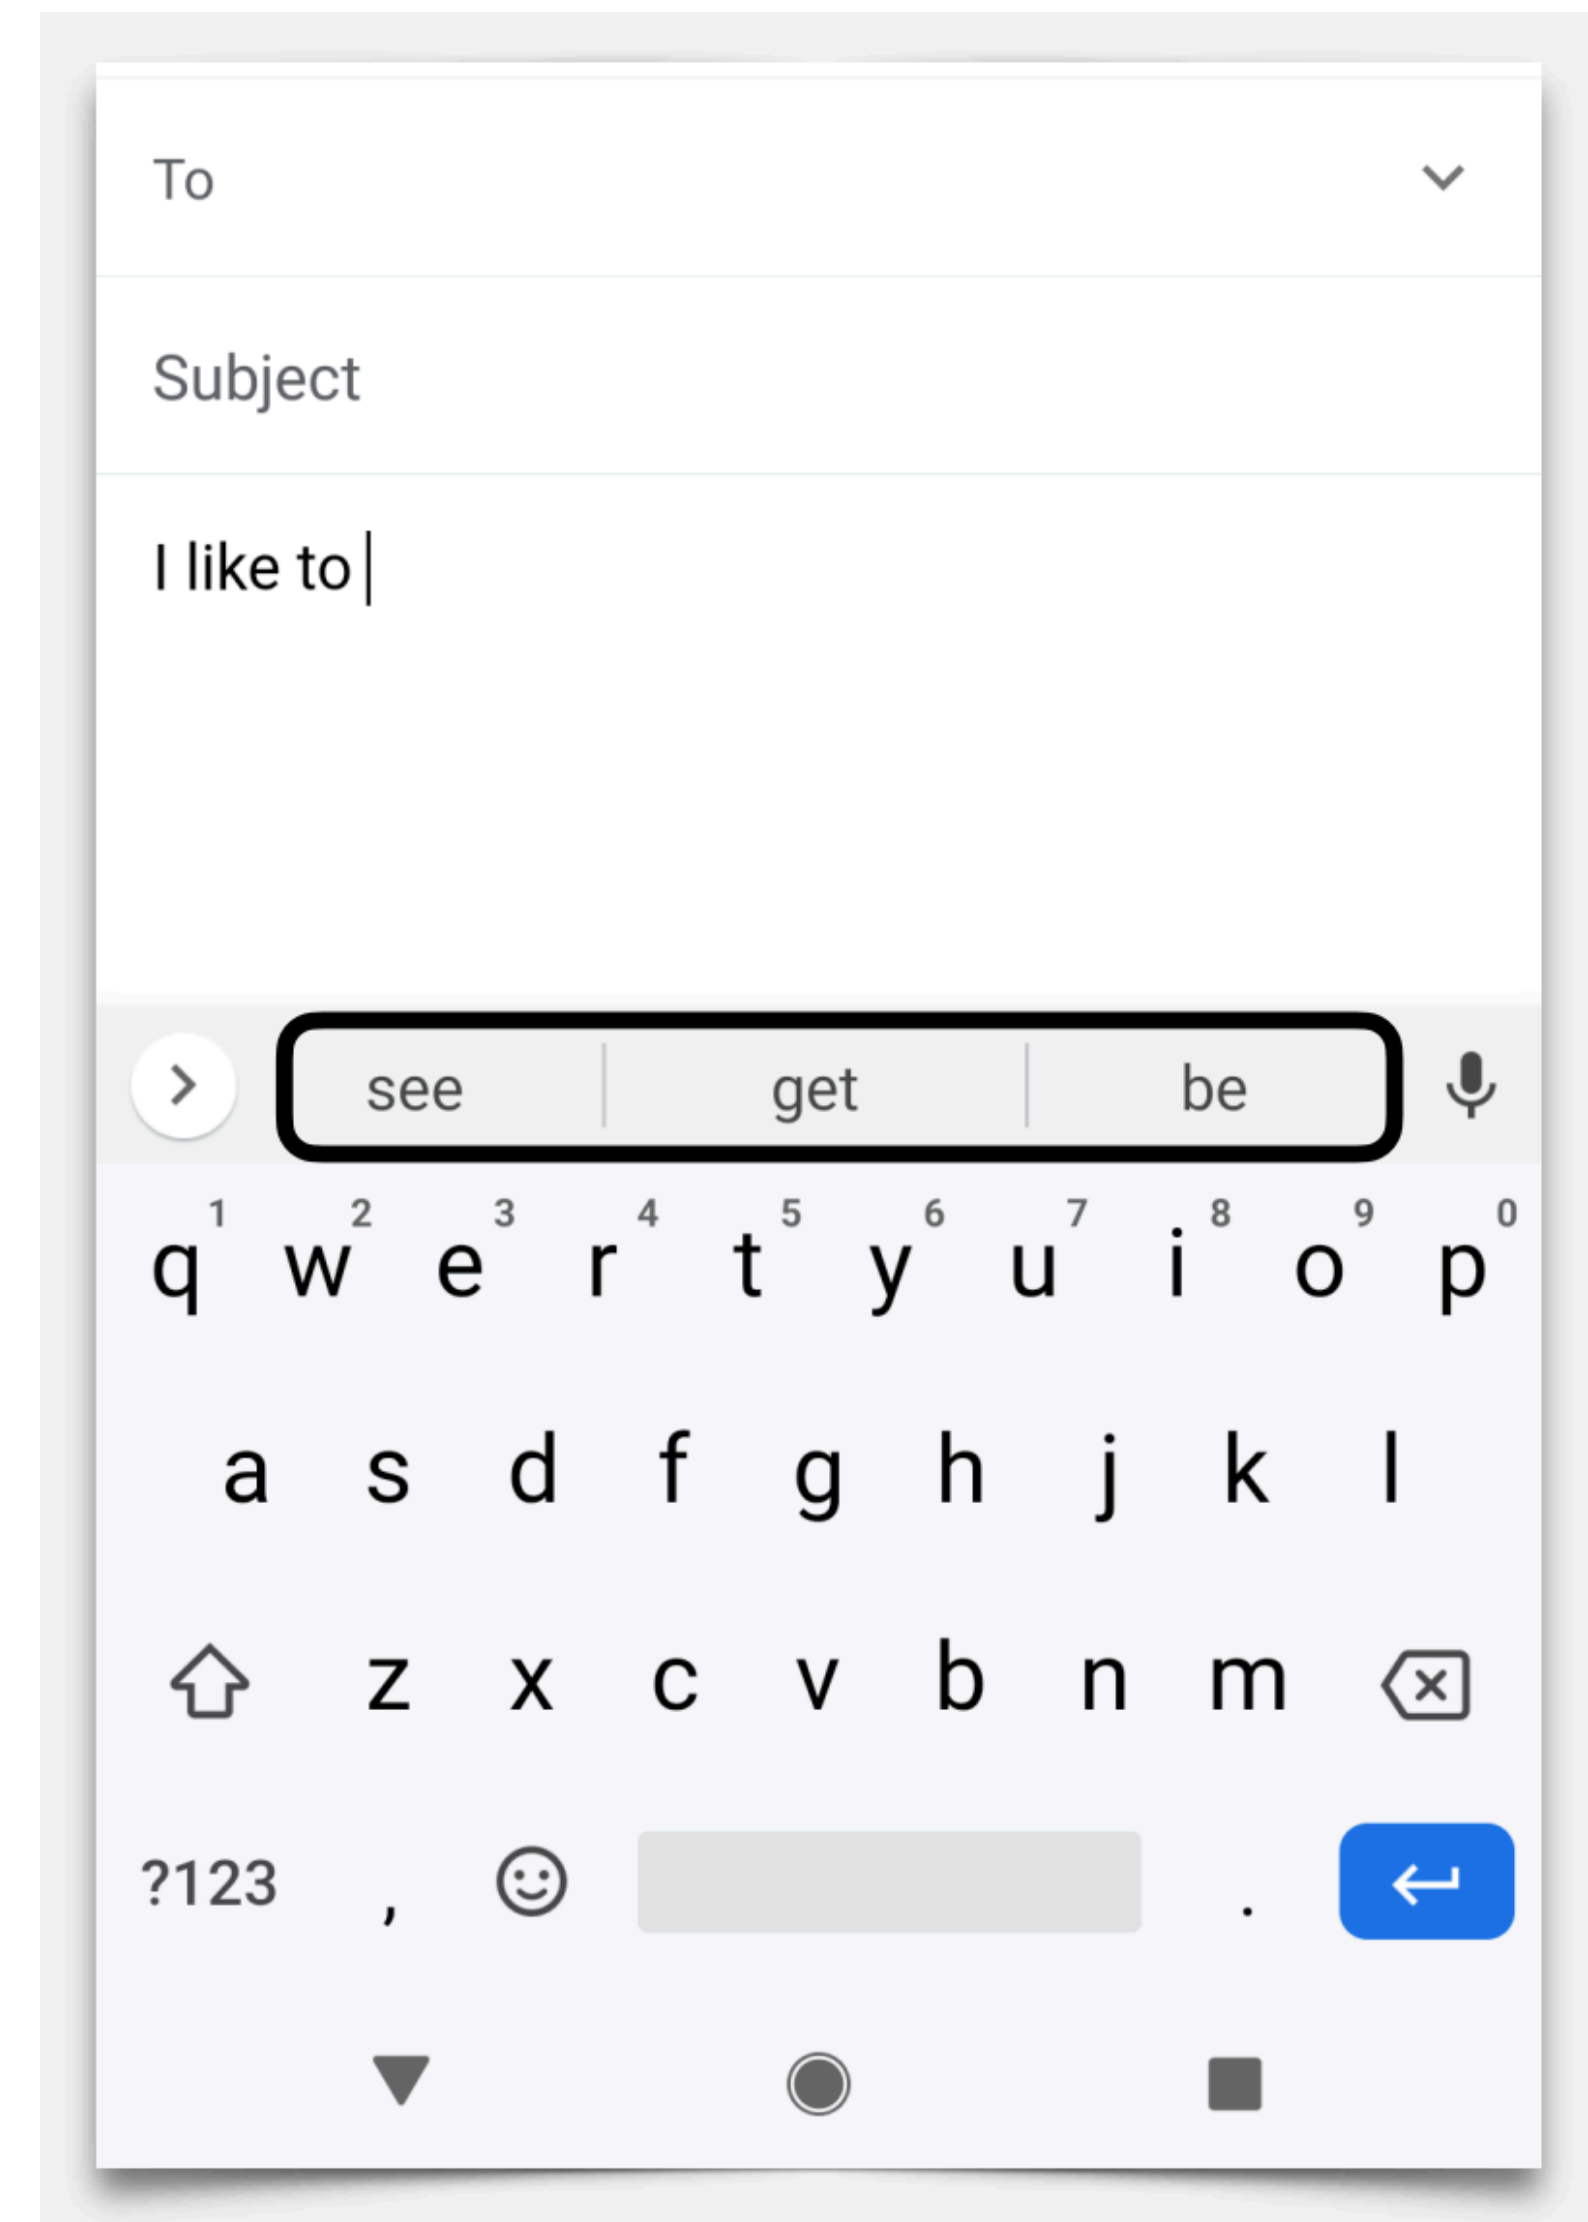 To
Subject
I like to
see get be
1 2 3 4 5 6 7 8 9 0
q w e r t y u i o p
a s d f g h j k l
z x c v b n m
?123 , .